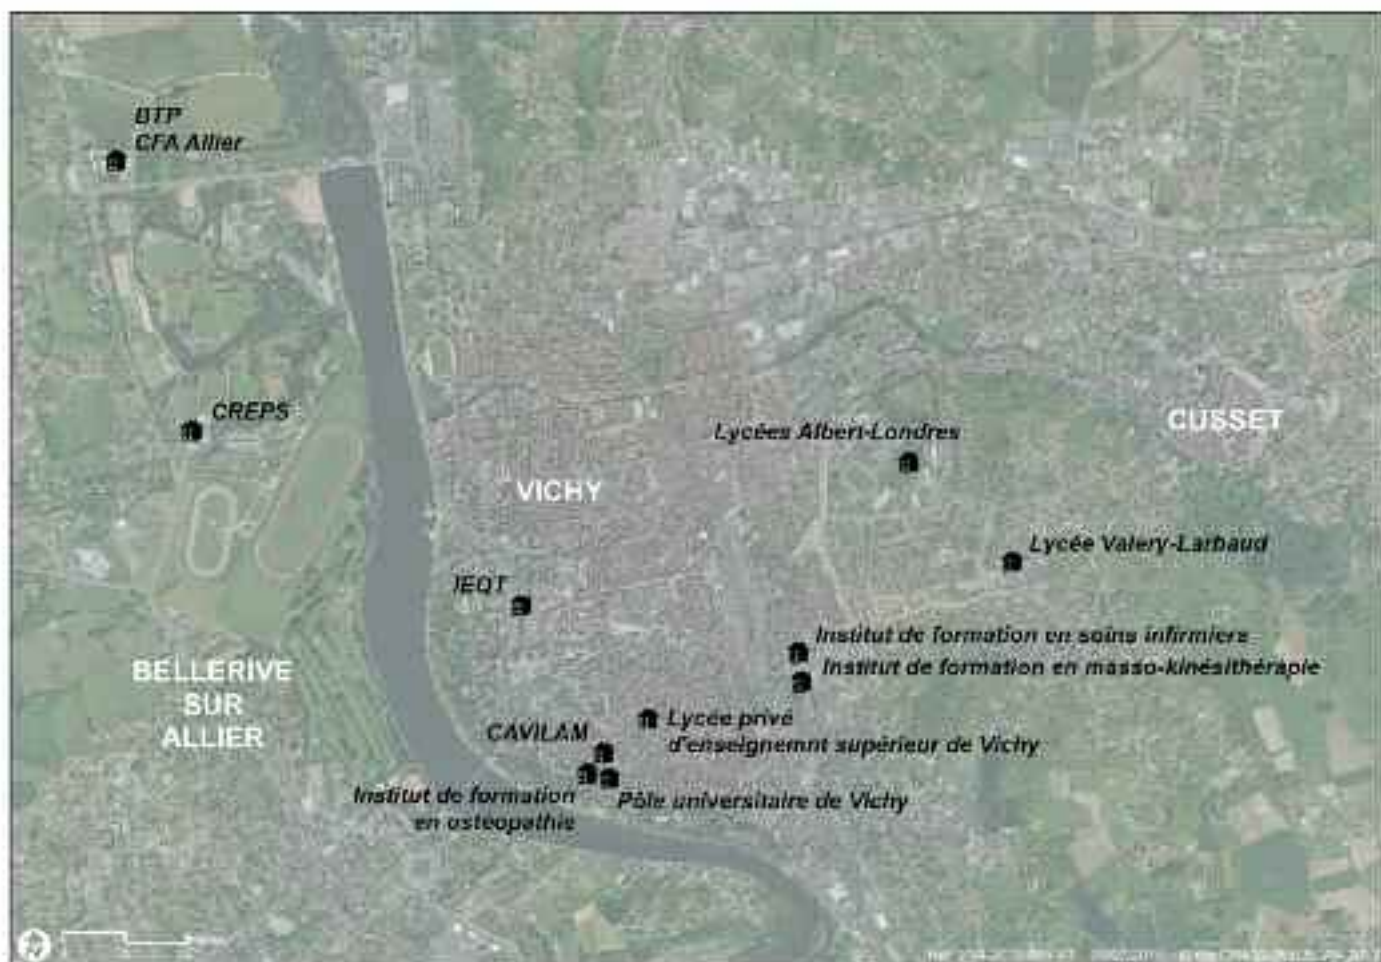 BTP
CFA Allier
CREPS
Lycées Albert-Londres
CUSSET
VICHY
Lycée Valery-Larbaud
IEQT
Institut de formation en soins infirmiers
Institut de formation en masso-kinésithérapie
BELLERIVE
SUR
ALLIER
Lycée privé
d'enseignemnt supérieur de Vichy
CAVILAM
Institut de formation
en ostéopathie
Pôle universitaire de Vichy